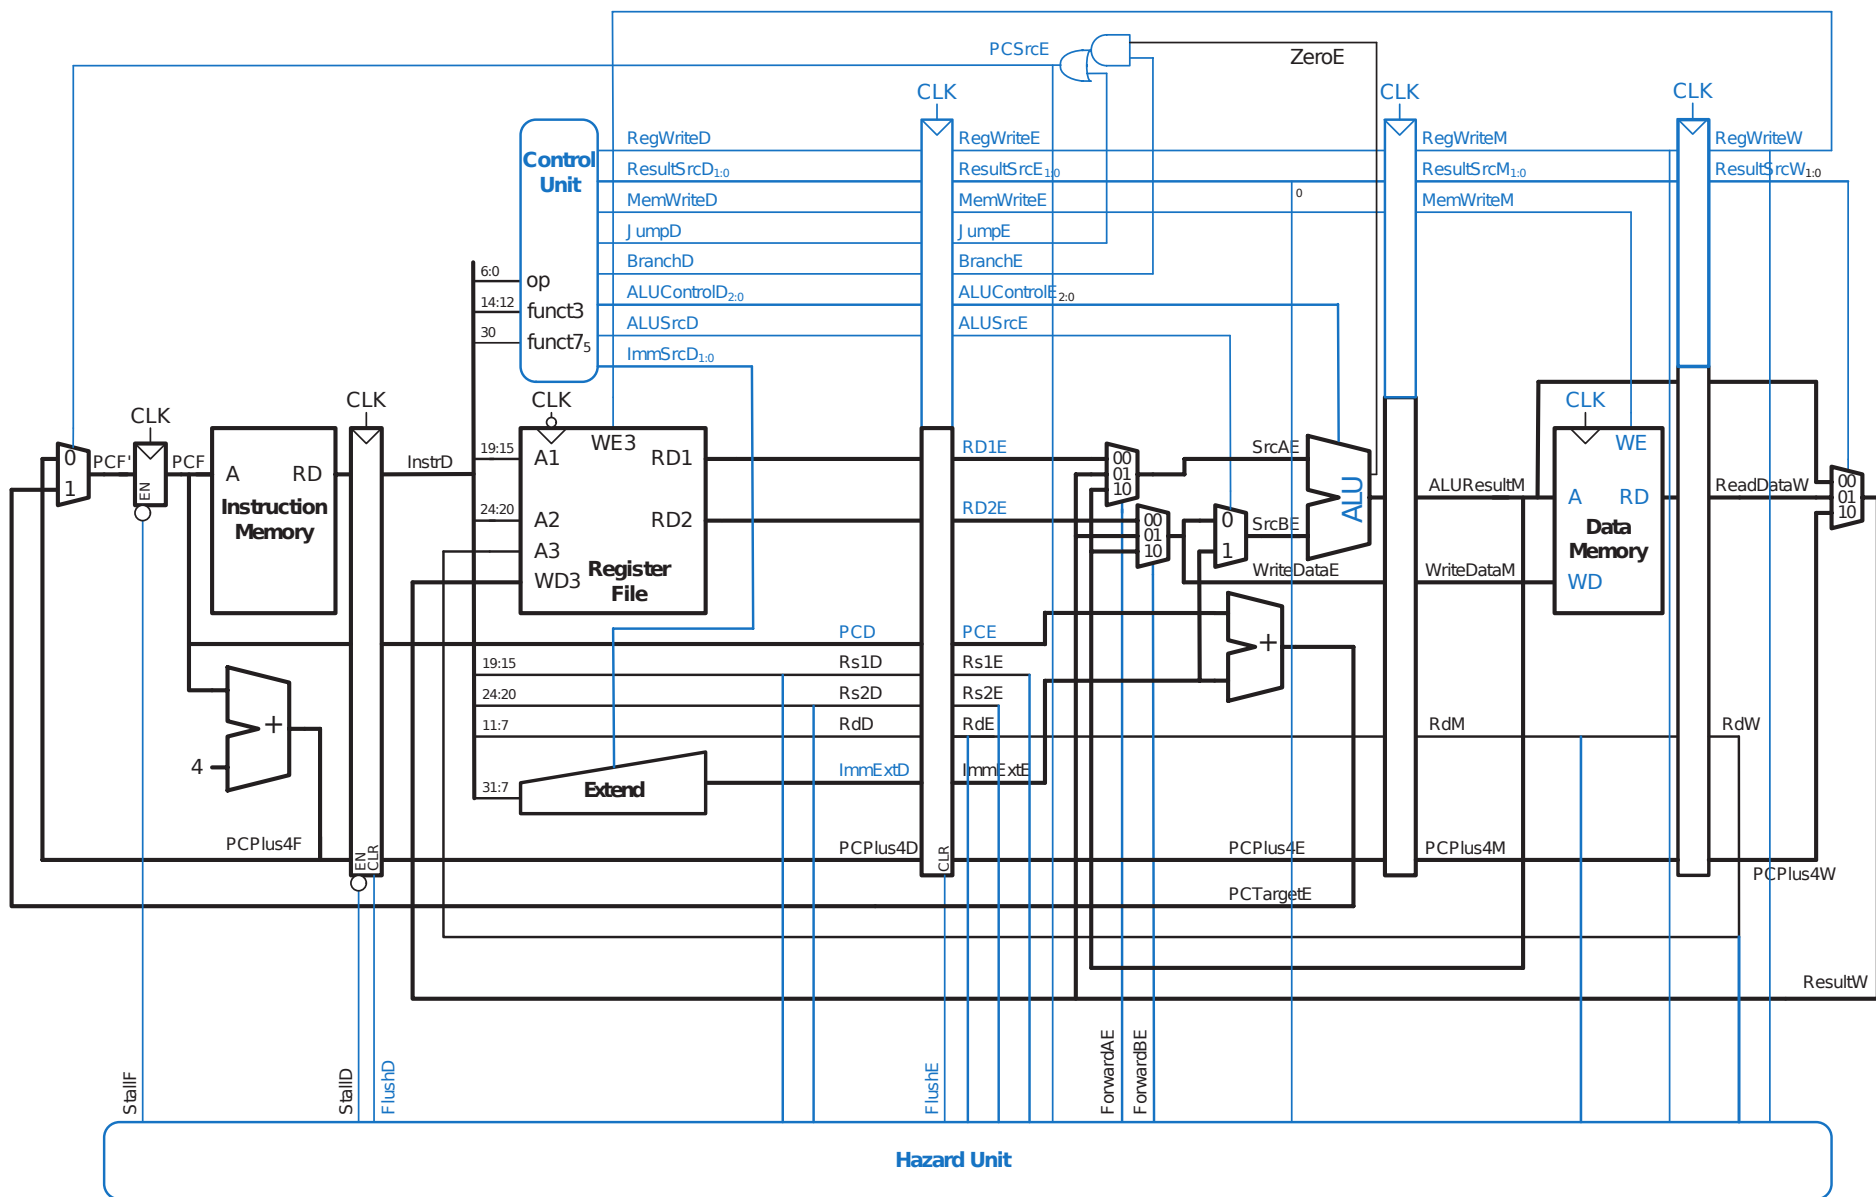 PCSrcE
ZeroE
CLK
CLK
CLK
Control
Unit
RegWriteD
ResultSrcD1:0
MemWriteD
JumpD
BranchD
ALUControlD2:0
ALUSrcD
ImmSrcD1:0
RegWriteE
ResultSrcE1:0
MemWriteE
JumpE
BranchE
ALUControlE2:0
ALUSrcE
0
RegWriteM
ResultSrcM1:0
MemWriteM
RegWriteW
ResultSrcW1:0
6:0
op
14:12
funct3
30
funct75
CLK
CLK
CLK
CLK
0
1
PCF'
EN
PCF
A
RD
Instruction
Memory
InstrD
19:15
A1
WE3
RD1
24:20
A2
RD2
A3
WD3
Register
File
RD1E
RD2E
00
01
10
00
01
10
SrcAE
0
1
SrcBE
ALU
WriteDataE
ALUResultM
WriteDataM
WE
A
RD
Data
Memory
WD
ReadDataW
00
01
10
PCD
PCE
+
19:15
Rs1D
Rs1E
24:20
Rs2D
Rs2E
11:7
RdD
RdE
RdM
RdW
+
4
31:7
Extend
ImmExtD
ImmExtE
PCPlus4F
EN
CLR
PCPlus4D
CLR
PCPlus4E
PCPlus4M
PCPlus4W
PCTargetE
ResultW
StallF
StallD
FlushD
FlushE
ForwardAE
ForwardBE
Hazard Unit